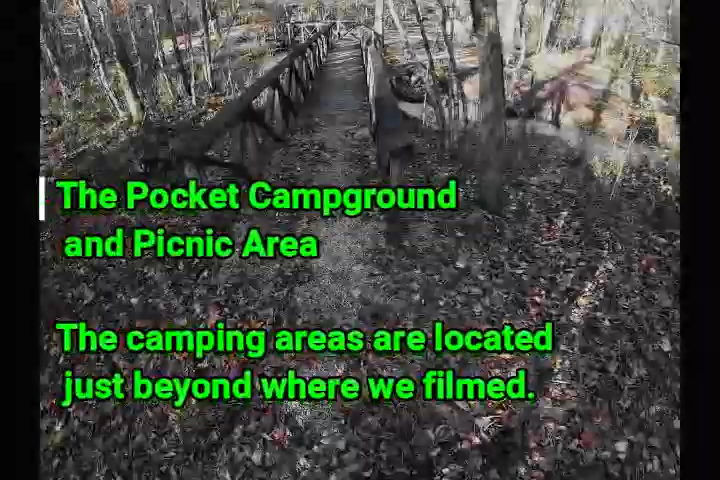 The Pocket Campground
and Picnic Area
The camping areas are located
just beyond where we filmed.